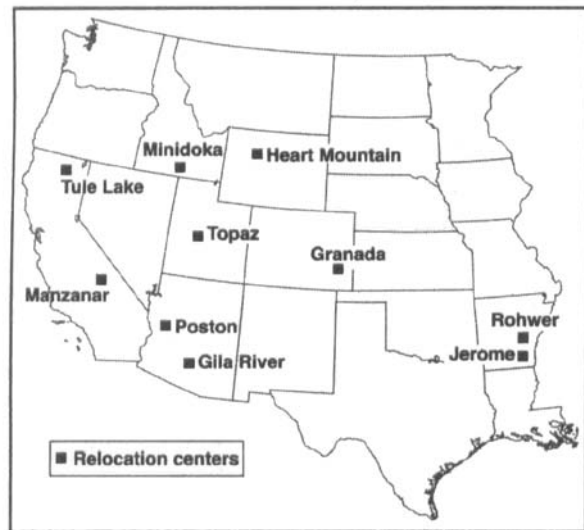 Minidoka
Heart Mountain
Tule Lake
Topaz
Granada
Manzanar
Poston
Rohwer
Gila River
Jerome
Relocation centers